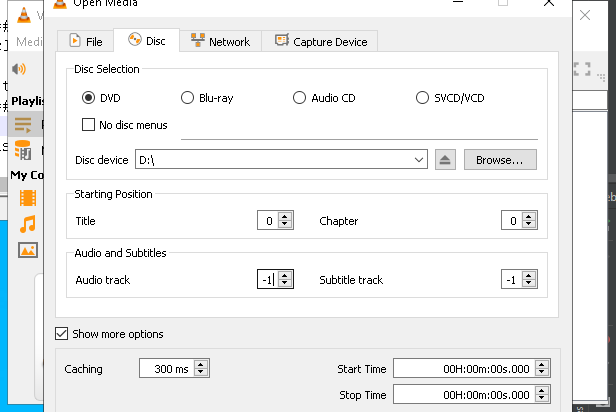 Open Media
Medi
File
Disc
Network
Capture Device
Disc Selection
Playlis
DVD
Blu-ray
Audio CD
SVCD/VCD
No disc menus
Disc device
D:\
Browse...
My Co
Starting Position
Title
0
Chapter
0
Audio and Subtitles
Audio track
-1
Subtitle track
-1
Show more options
Caching
300 ms
Start Time
00H:00m:00s.000
Stop Time
00H:00m:00s.000